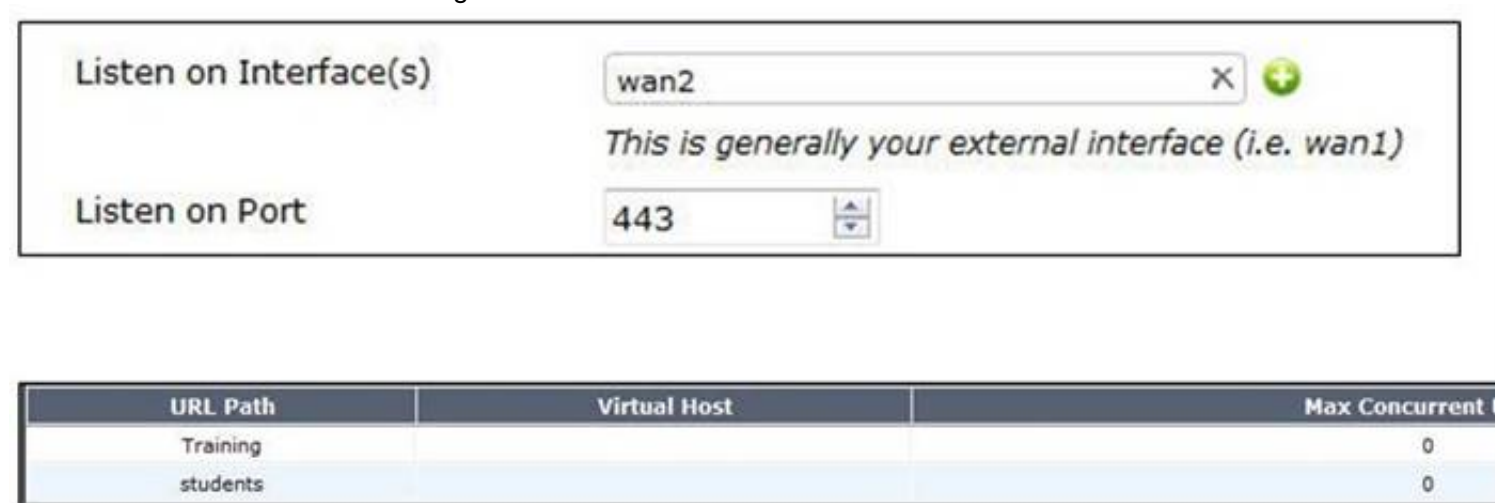 Listen on Interface(s) wan2
This is generally your external interface (i.e. wan1)
Listen on Port 443
URL Path Virtual Host Max Concurrent
Training 0
students 0